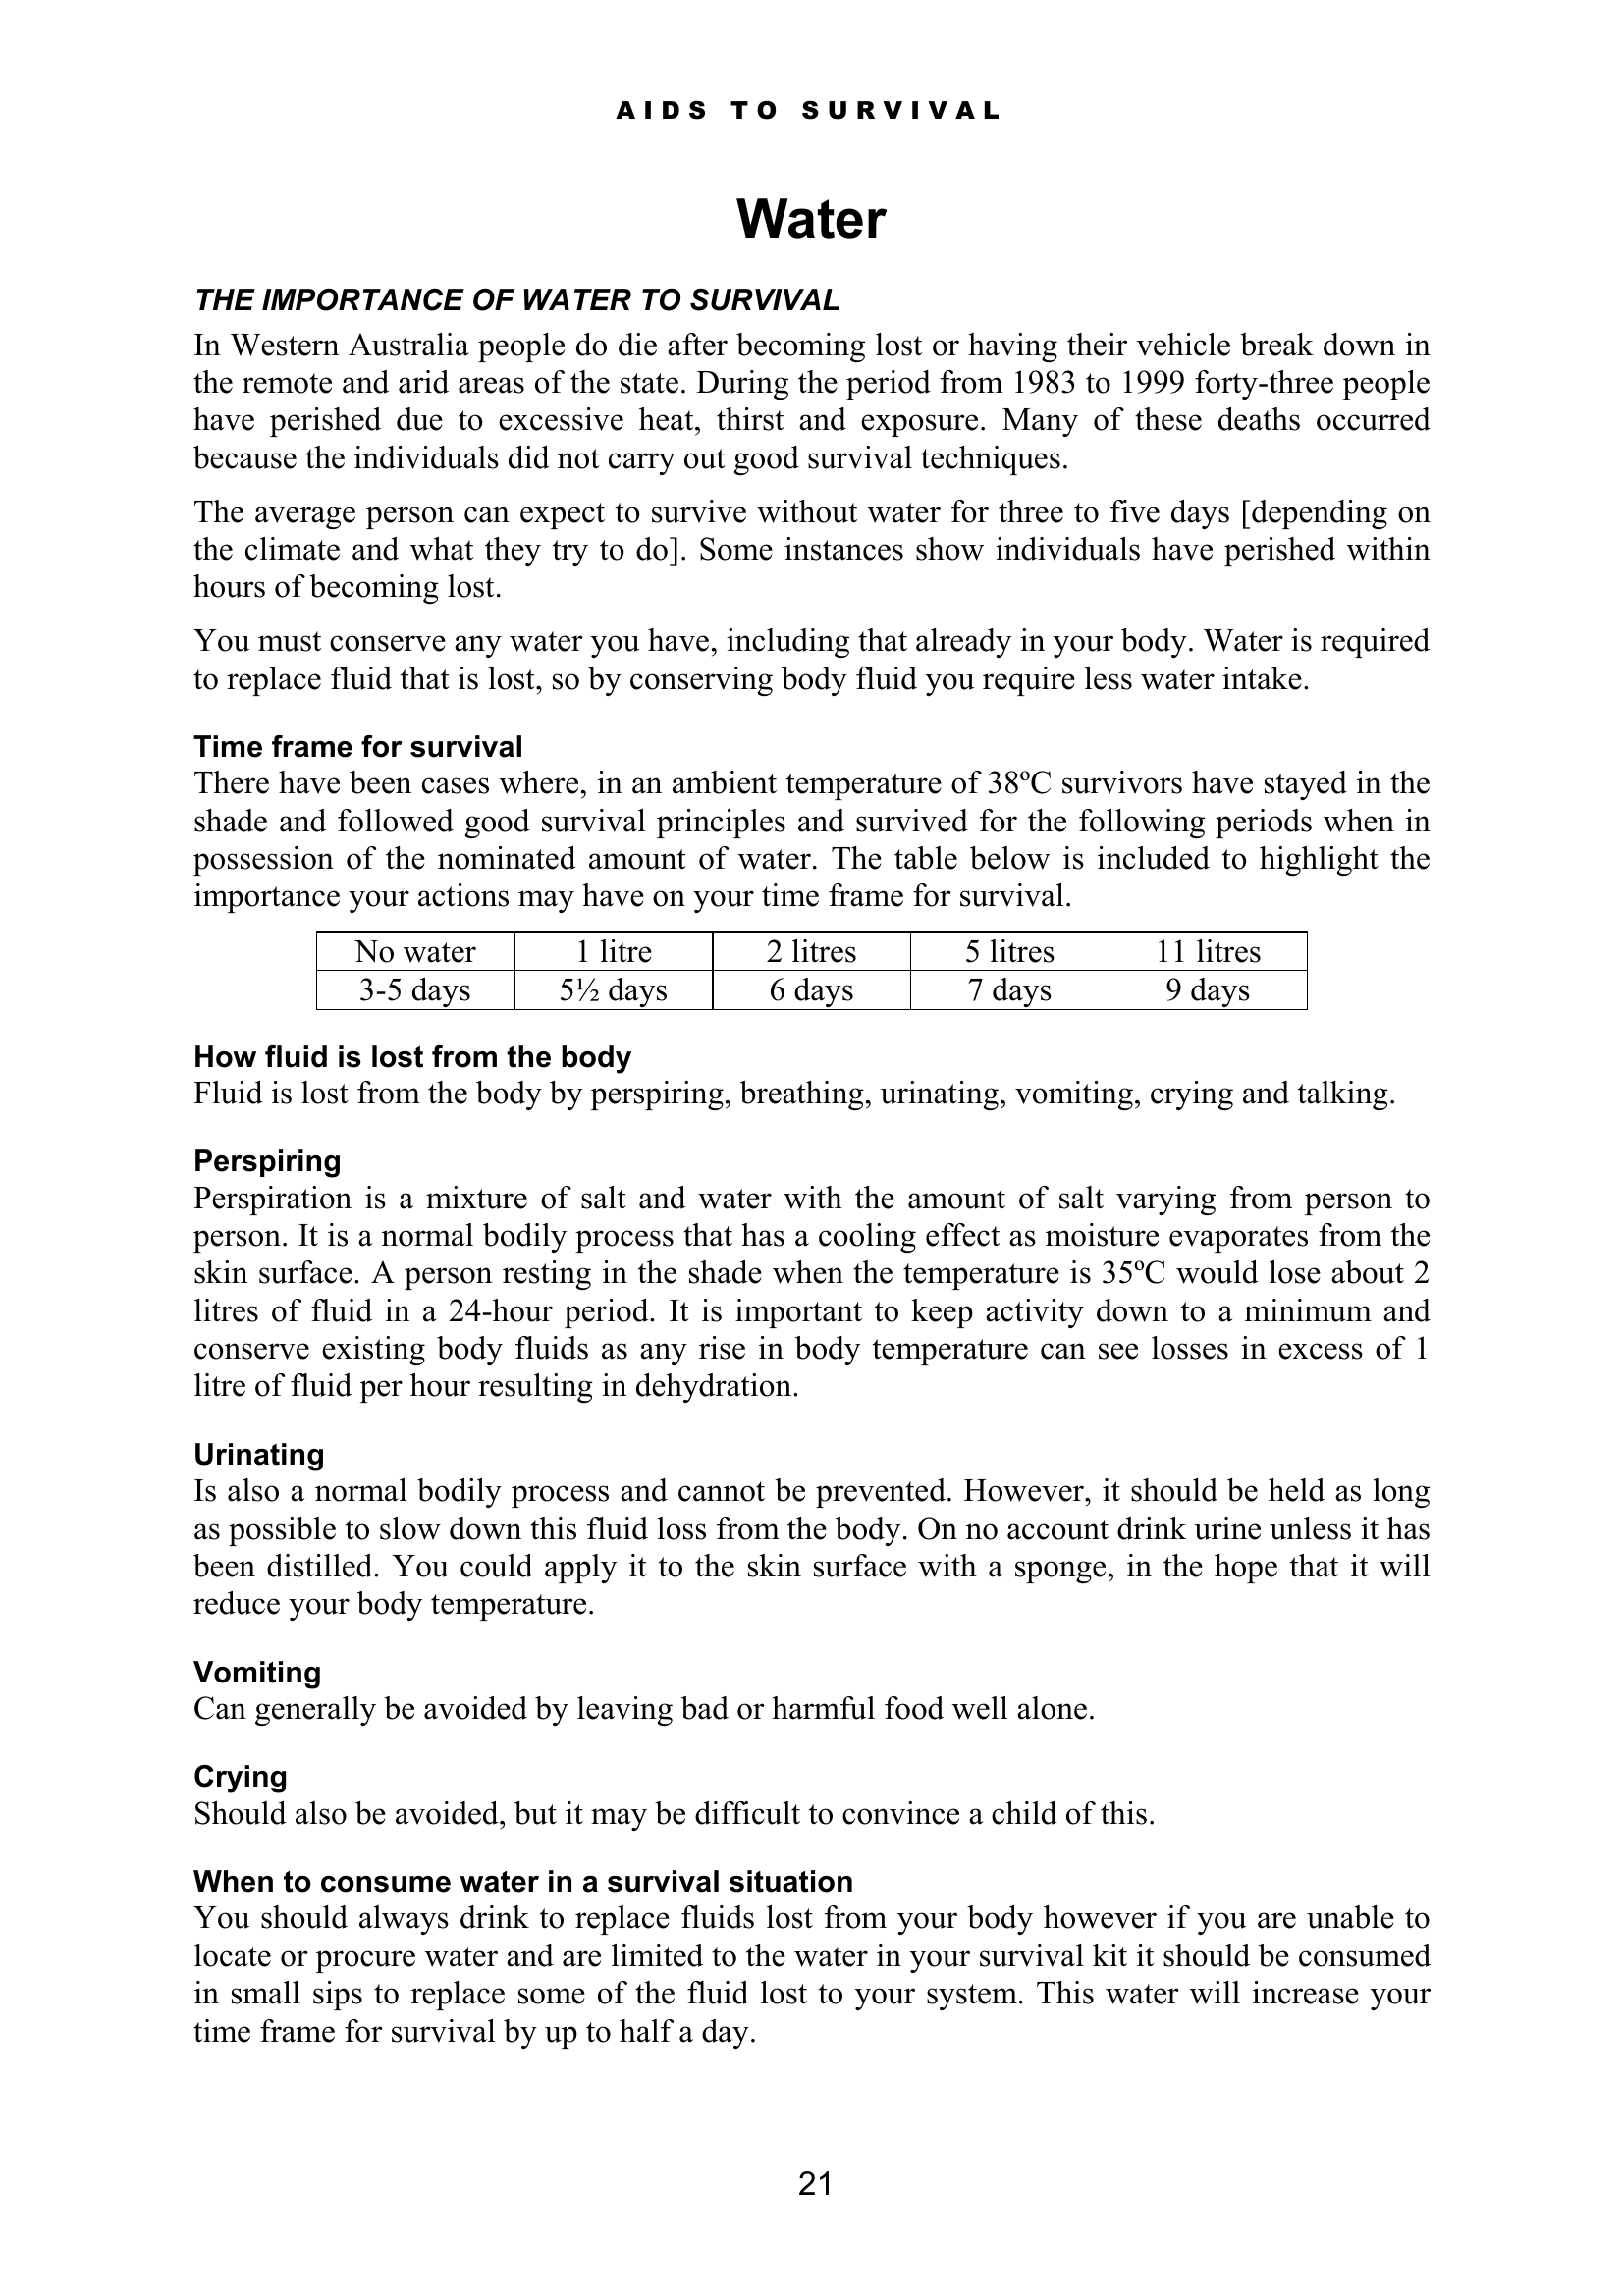 AIDS TO SURVIVAL
Water
THE IMPORTANCE OF WATER TO SURVIVAL
In Western Australia people do die after becoming lost or having their vehicle break down in
the remote and arid areas of the state. During the period from 1983 to 1999 forty-three people
have perished due to excessive heat, thirst and exposure. Many of these deaths occurred
because the individuals did not carry out good survival techniques.
The average person can expect to survive without water for three to five days [depending on
the climate and what they try to do]. Some instances show individuals have perished within
hours of becoming lost.
You must conserve any water you have, including that already in your body. Water is required
to replace fluid that is lost, so by conserving body fluid you require less water intake.
Time frame for survival
There have been cases where, in an ambient temperature of 38ºC survivors have stayed in the
shade and followed good survival principles and survived for the following periods when in
possession of the nominated amount of water. The table below is included to highlight the
importance your actions may have on your time frame for survival.
No water 1 litre 2 litres 5 litres 11 litres
3-5 days 5½ days 6 days 7 days 9 days
How fluid is lost from the body
Fluid is lost from the body by perspiring, breathing, urinating, vomiting, crying and talking.
Perspiring
Perspiration is a mixture of salt and water with the amount of salt varying from person to
person. It is a normal bodily process that has a cooling effect as moisture evaporates from the
skin surface. A person resting in the shade when the temperature is 35ºC would lose about 2
litres of fluid in a 24-hour period. It is important to keep activity down to a minimum and
conserve existing body fluids as any rise in body temperature can see losses in excess of 1
litre of fluid per hour resulting in dehydration.
Urinating
Is also a normal bodily process and cannot be prevented. However, it should be held as long
as possible to slow down this fluid loss from the body. On no account drink urine unless it has
been distilled. You could apply it to the skin surface with a sponge, in the hope that it will
reduce your body temperature.
Vomiting
Can generally be avoided by leaving bad or harmful food well alone.
Crying
Should also be avoided, but it may be difficult to convince a child of this.
When to consume water in a survival situation
You should always drink to replace fluids lost from your body however if you are unable to
locate or procure water and are limited to the water in your survival kit it should be consumed
in small sips to replace some of the fluid lost to your system. This water will increase your
time frame for survival by up to half a day.
21